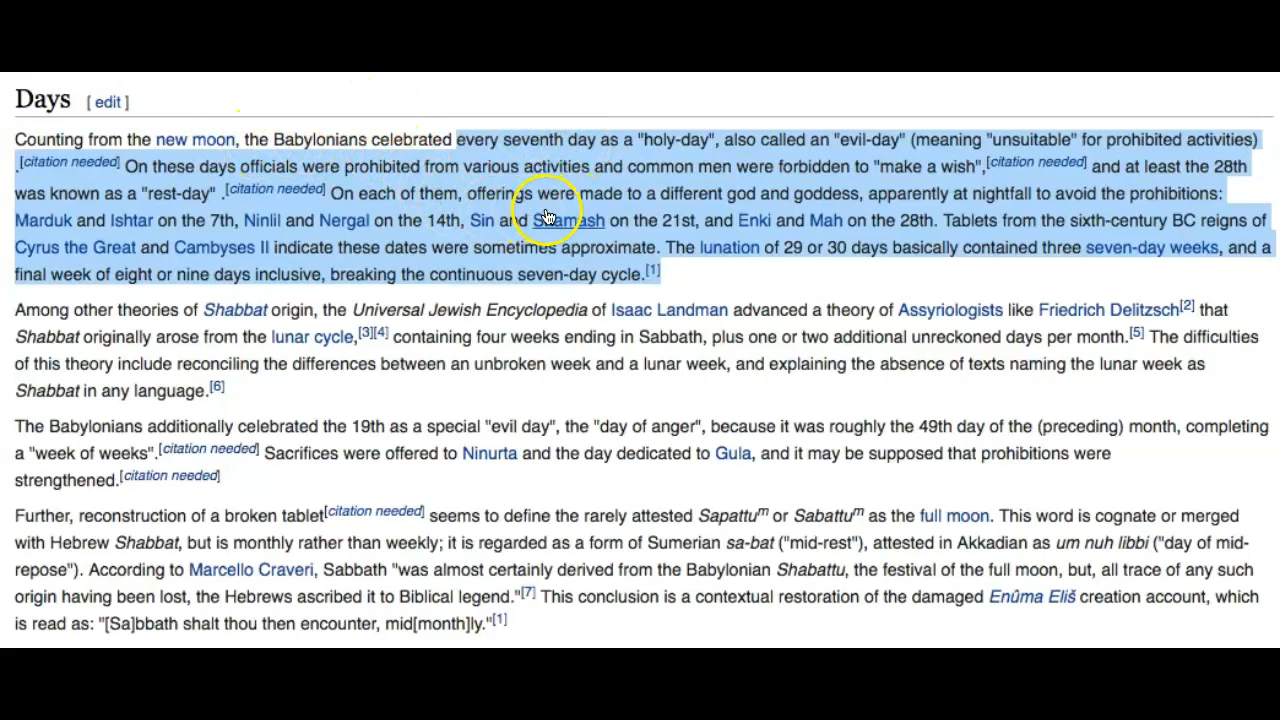 Days [ edit ]
Counting from the new moon, the Babylonians celebrated every seventh day as a "holy-day", also called an "evil-day" (meaning "unsuitable" for prohibited activities)
.[citation needed] On these days officials were prohibited from various activities and common men were forbidden to "make a wish",[citation needed] and at least the 28th
was known as a "rest-day" .[citation needed] On each of them, offerings were made to a different god and goddess, apparently at nightfall to avoid the prohibitions:
Marduk and Ishtar on the 7th, Ninlil and Nergal on the 14th, Sin and Shamash on the 21st, and Enki and Mah on the 28th. Tablets from the sixth-century BC reigns of
Cyrus the Great and Cambyses II indicate these dates were sometimes approximate. The lunation of 29 or 30 days basically contained three seven-day weeks, and a
final week of eight or nine days inclusive, breaking the continuous seven-day cycle.[1]
Among other theories of Shabbat origin, the Universal Jewish Encyclopedia of Isaac Landman advanced a theory of Assyriologists like Friedrich Delitzsch[2] that
Shabbat originally arose from the lunar cycle,[3][4] containing four weeks ending in Sabbath, plus one or two additional unreckoned days per month.[5] The difficulties
of this theory include reconciling the differences between an unbroken week and a lunar week, and explaining the absence of texts naming the lunar week as
Shabbat in any language.[6]
The Babylonians additionally celebrated the 19th as a special "evil day", the "day of anger", because it was roughly the 49th day of the (preceding) month, completing
a "week of weeks".[citation needed] Sacrifices were offered to Ninurta and the day dedicated to Gula, and it may be supposed that prohibitions were
strengthened.[citation needed]
Further, reconstruction of a broken tablet[citation needed] seems to define the rarely attested Sapattum or Sabattum as the full moon. This word is cognate or merged
with Hebrew Shabbat, but is monthly rather than weekly; it is regarded as a form of Sumerian sa-bat ("mid-rest"), attested in Akkadian as um nuh libbi ("day of mid-
repose"). According to Marcello Craveri, Sabbath "was almost certainly derived from the Babylonian Shabattu, the festival of the full moon, but, all trace of any such
origin having been lost, the Hebrews ascribed it to Biblical legend."[7] This conclusion is a contextual restoration of the damaged Enûma Eliš creation account, which
is read as: "[Sa]bbath shalt thou then encounter, mid[month]ly."[1]